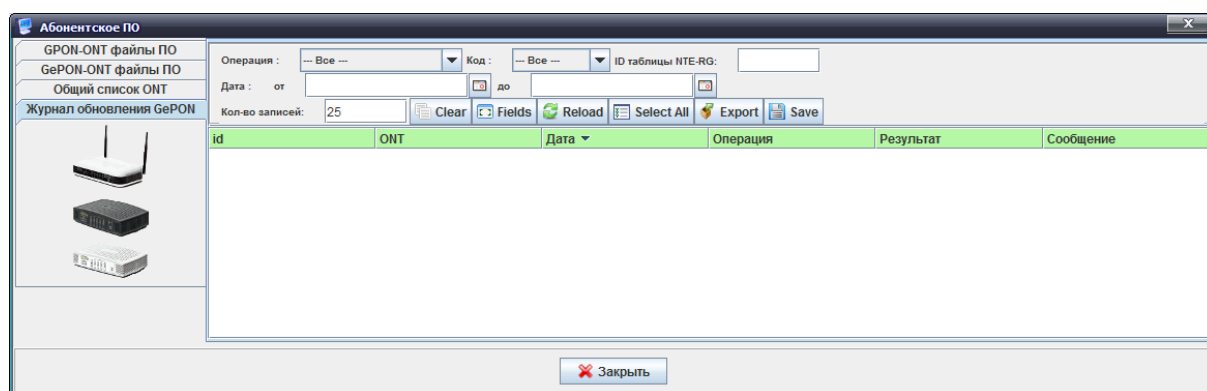 Абонентское ПО
GPON-ONT файлы ПО
GePON-ONT файлы ПО
Общий список ONT
Журнал обновления GePON
Операция : --- Все --- Код : --- Все --- ID таблицы NTE-RG:
Дата : от до
Кол-во записей: 25 Clear Fields Reload Select All Export Save
id ONT Дата Операция Результат Сообщение
Закрыть